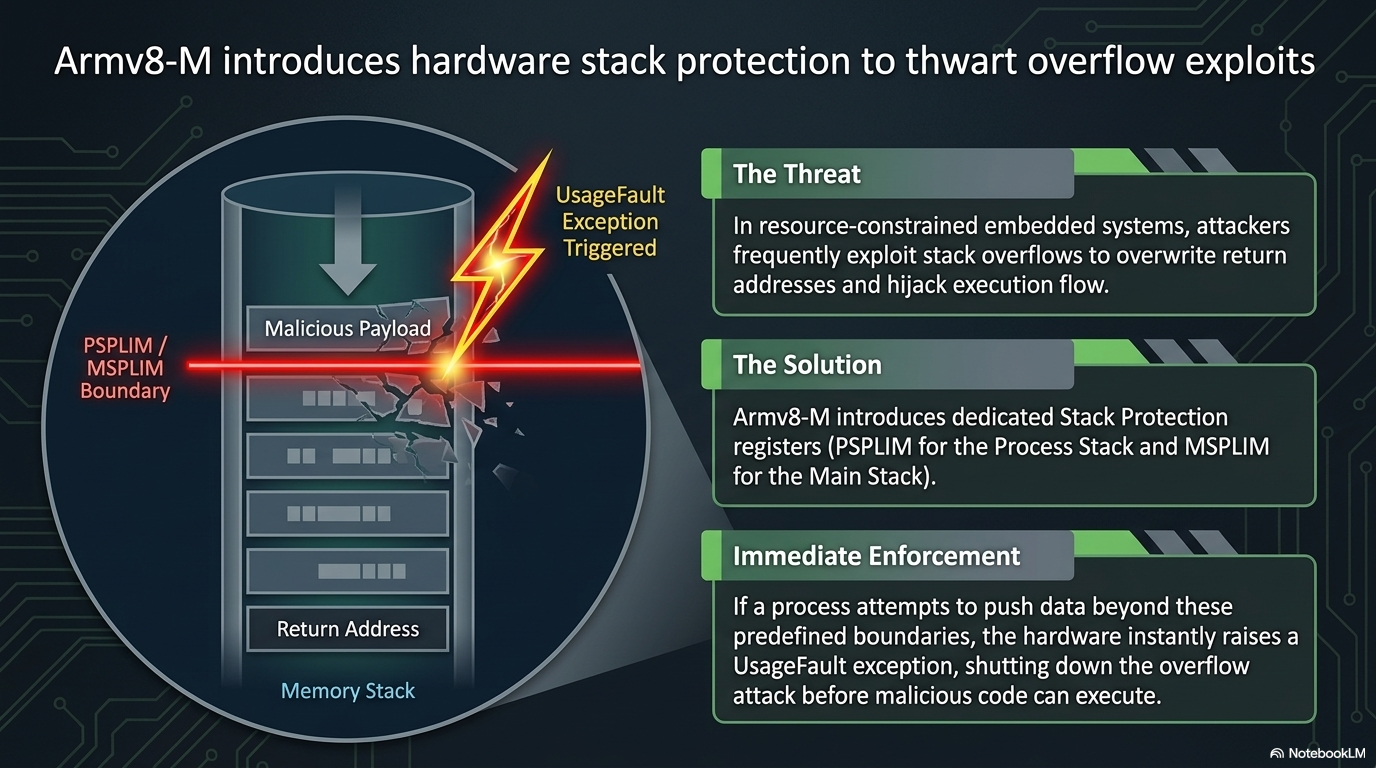 Armv8-M introduces hardware stack protection to thwart overflow exploits
UsageFault
Exception
Triggered
Malicious Payload
PSPLIM /
MSPLIM
Boundary
Return Address
Memory Stack
The Threat
In resource-constrained embedded systems, attackers
frequently exploit stack overflows to overwrite return
addresses and hijack execution flow.
The Solution
Armv8-M introduces dedicated Stack Protection
registers (PSPLIM for the Process Stack and MSPLIM
for the Main Stack).
Immediate Enforcement
If a process attempts to push data beyond these
predefined boundaries, the hardware instantly raises a
UsageFault exception, shutting down the overflow
attack before malicious code can execute.
NotebookLM